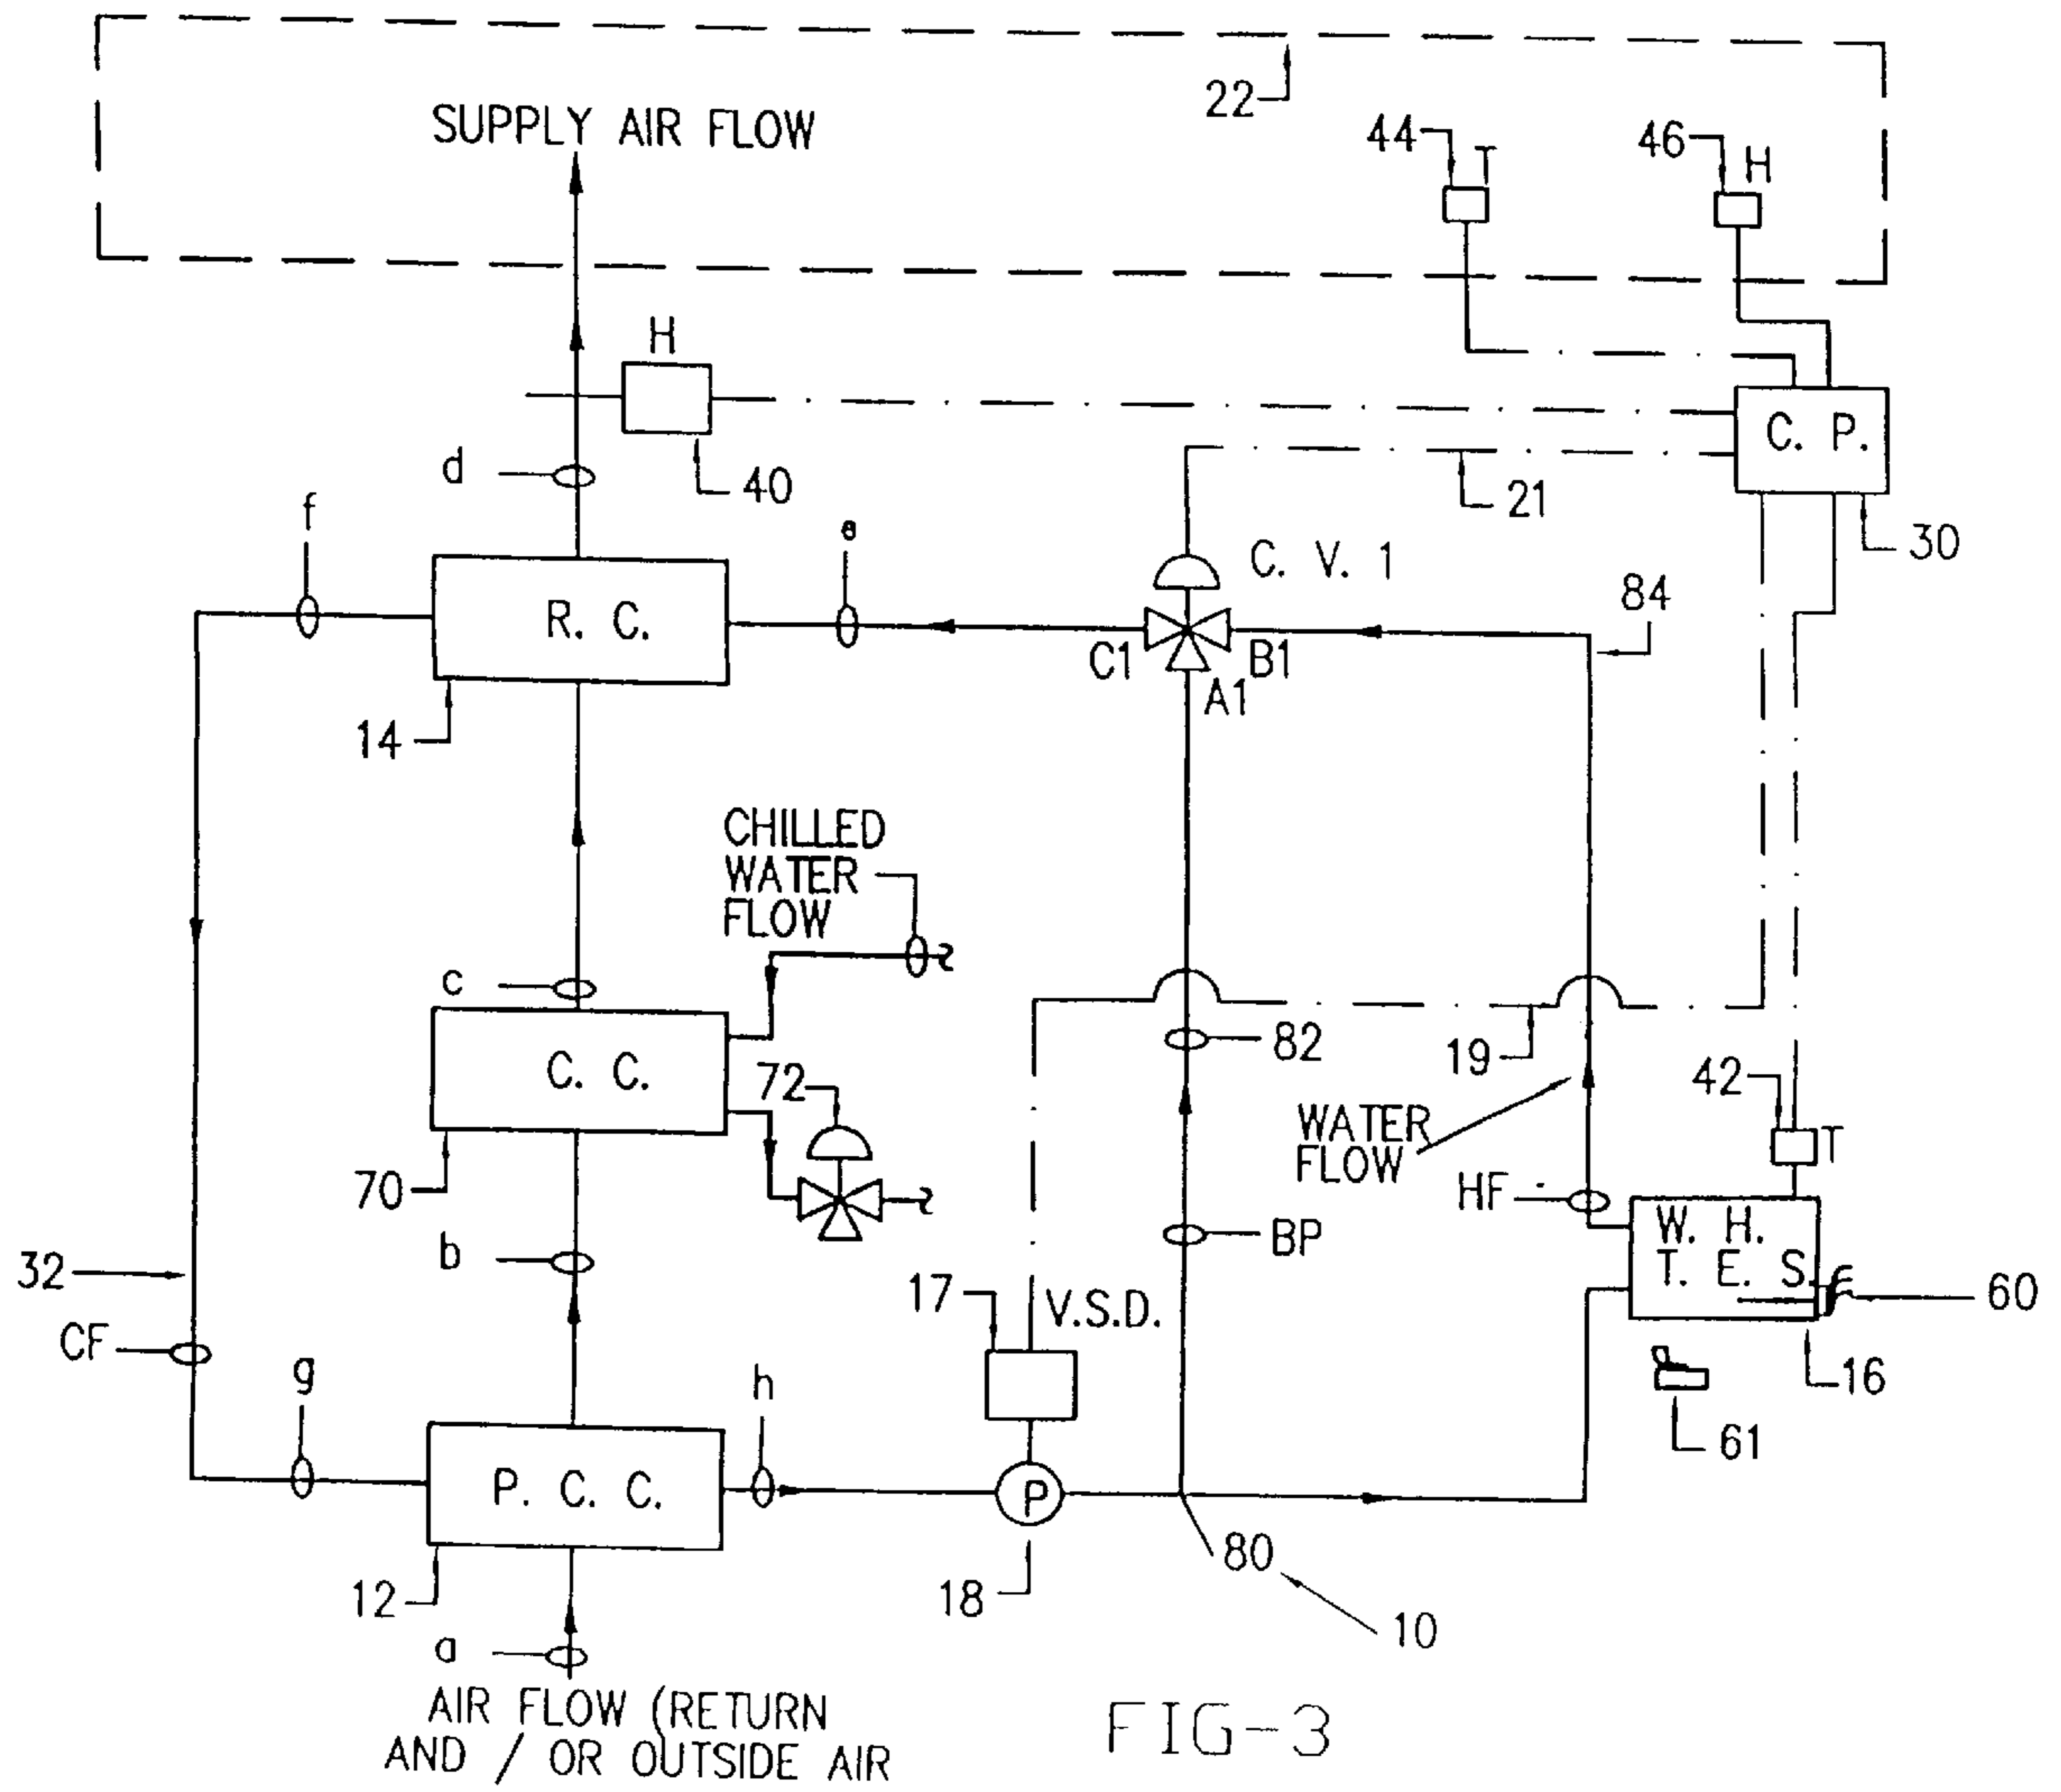 22
SUPPLY AIR FLOW
44
T
46
H
H
40
C. P.
21
30
d
f
e
C. V. 1
84
R. C.
C1
B1
A1
14
CHILLED
WATER
FLOW
c
82
19
C. C.
72
42
T
WATER
FLOW
70
HF
BP
b
W. H.
T. E. S.
32
17
V.S.D.
60
CF
g
h
16
61
P. C. C.
P
80
12
18
10
a
AIR FLOW (RETURN
AND / OR OUTSIDE AIR
FIG-3